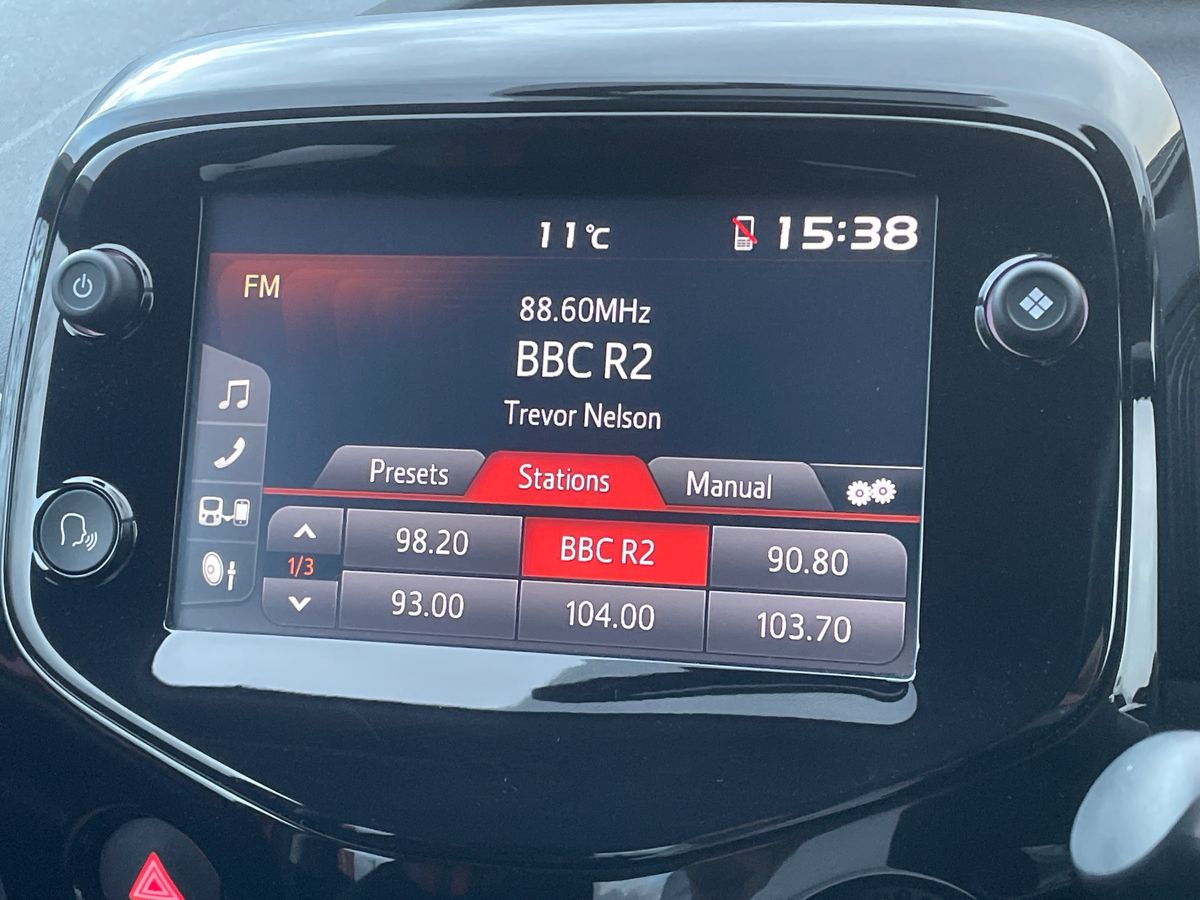 11°C 15:38
FM
88.60MHz
BBC R2
Trevor Nelson
Presets Stations Manual
98.20 BBC R2 90.80
1/3
93.00 104.00 103.70